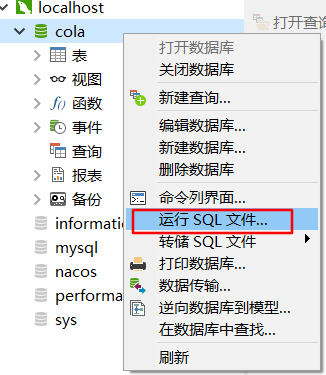 localhost
cola
表
视图
f() 函数
事件
查询
报表
备份
informatic
mysql
nacos
performa
sys
打开查询
打开数据库
关闭数据库
新建查询...
编辑数据库...
新建数据库...
删除数据库
命令列界面...
运行 SQL 文件...
转储 SQL 文件
打印数据库...
数据传输...
逆向数据库到模型...
在数据库中查找...
刷新